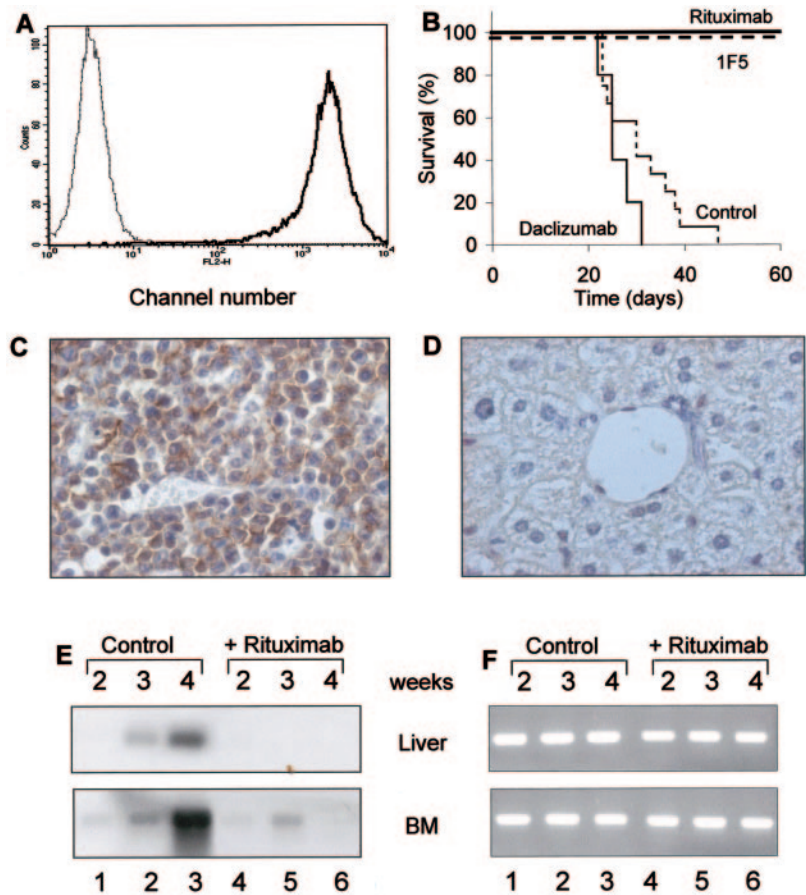 A
Counts
100
80
60
40
20
0
10^0
10^1
10^2
10^3
10^4
FL2-H
Channel number
B
Rituximab
1F5
Survival (%)
100
80
60
40
20
0
Daclizumab
Control
0 20 40 60
Time (days)
C
D
E
Control + Rituximab
2 3 4 2 3 4
weeks
F
Control + Rituximab
2 3 4 2 3 4
Liver
BM
1 2 3 4 5 6
1 2 3 4 5 6